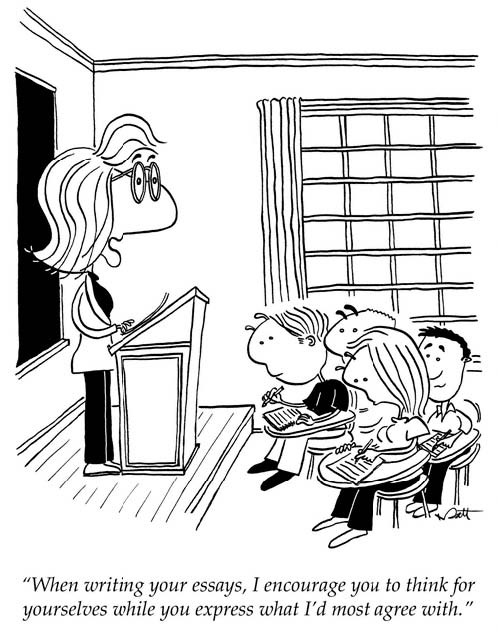 “When writing your essays, I encourage you to think for
yourselves while you express what I’d most agree with.”